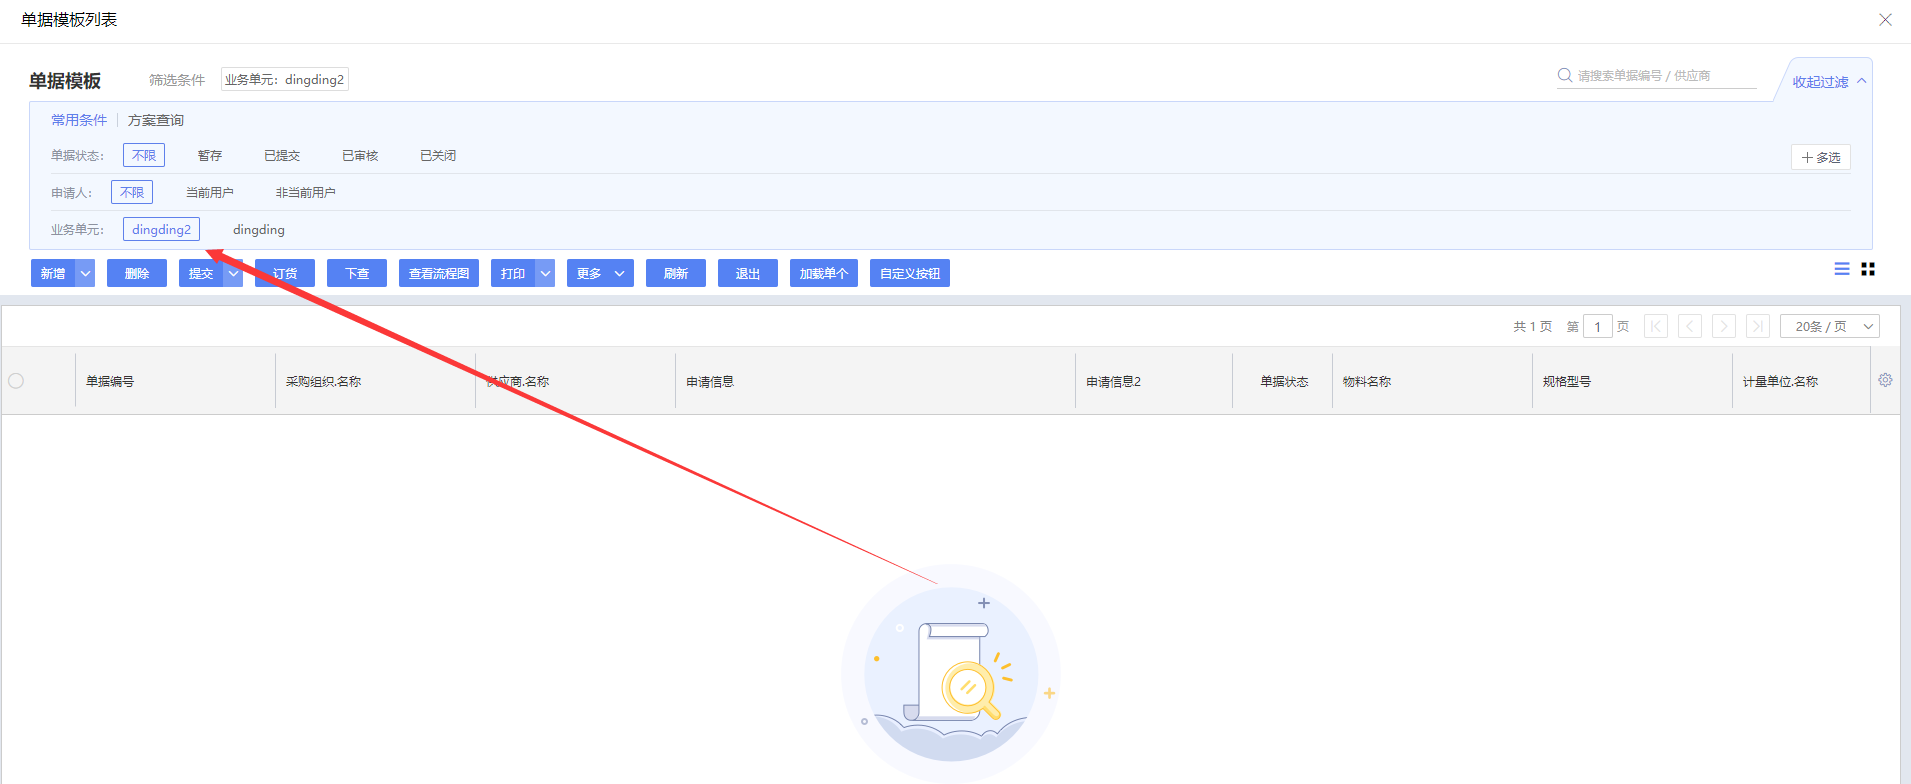 单据模板列表
单据模板 筛选条件 业务单元：dingding2 请搜索单据编号 / 供应商 收起过滤
常用条件 方案查询
单据状态： 不限 暂存 已提交 已审核 已关闭 多选
申请人： 不限 当前用户 非当前用户
业务单元： dingding2 dingding
新增 删除 提交 订货 下查 查看流程图 打印 更多 刷新 退出 加载单个 自定义按钮
共 1 页 第 1 页 20条 / 页
单据编号 采购组织.名称 供应商.名称 申请信息 申请信息2 单据状态 物料名称 规格型号 计量单位.名称